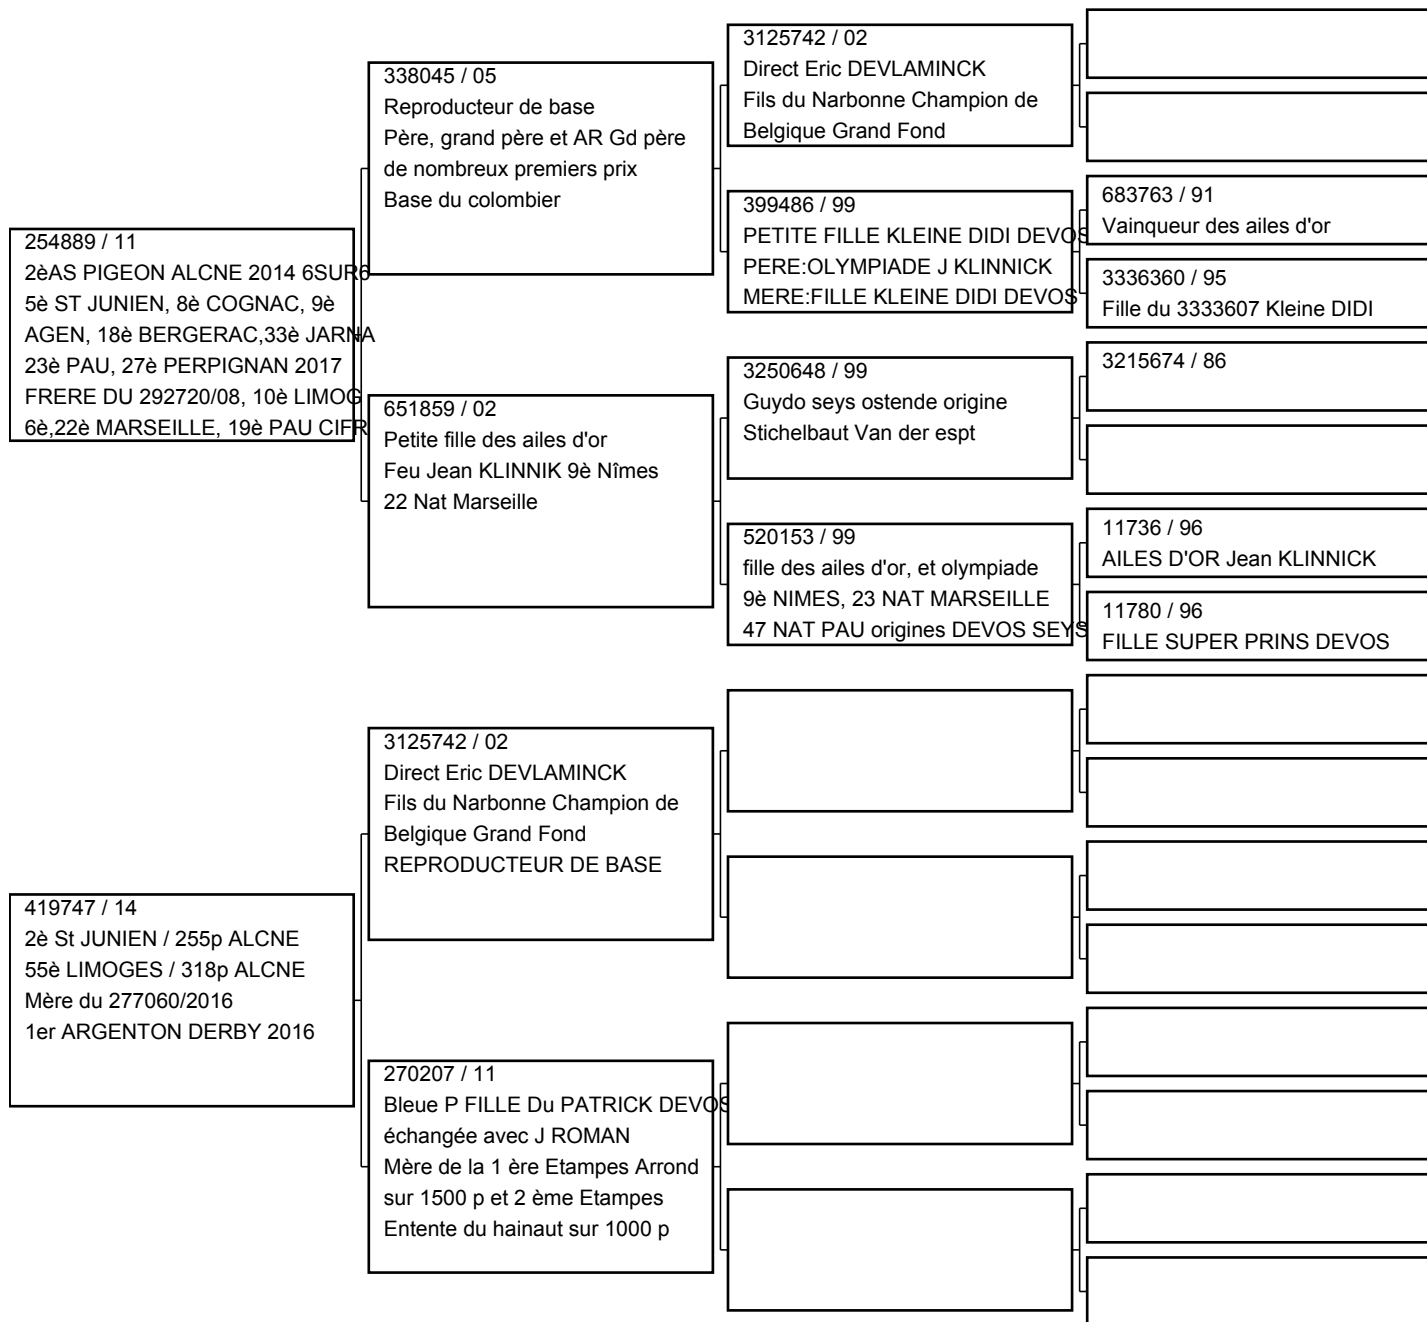 254889 / 11
2èAS PIGEON ALCNE 2014 6SUR6
5è ST JUNIEN, 8è COGNAC, 9è
AGEN, 18è BERGERAC,33è JARNA
23è PAU, 27è PERPIGNAN 2017
FRERE DU 292720/08, 10è LIMOG
6è,22è MARSEILLE, 19è PAU CIFR
338045 / 05
Reproducteur de base
Père, grand père et AR Gd père
de nombreux premiers prix
Base du colombier
3125742 / 02
Direct Eric DEVLAMINCK
Fils du Narbonne Champion de
Belgique Grand Fond
399486 / 99
PETITE FILLE KLEINE DIDI DEVOS
PERE:OLYMPIADE J KLINNICK
MERE:FILLE KLEINE DIDI DEVOS
683763 / 91
Vainqueur des ailes d'or
3336360 / 95
Fille du 3333607 Kleine DIDI
651859 / 02
Petite fille des ailes d'or
Feu Jean KLINNIK 9è Nîmes
22 Nat Marseille
3250648 / 99
Guydo seys ostende origine
Stichelbaut Van der espt
3215674 / 86
520153 / 99
fille des ailes d'or, et olympiade
9è NIMES, 23 NAT MARSEILLE
47 NAT PAU origines DEVOS SEYS
11736 / 96
AILES D'OR Jean KLINNICK
11780 / 96
FILLE SUPER PRINS DEVOS
419747 / 14
2è St JUNIEN / 255p ALCNE
55è LIMOGES / 318p ALCNE
Mère du 277060/2016
1er ARGENTON DERBY 2016
3125742 / 02
Direct Eric DEVLAMINCK
Fils du Narbonne Champion de
Belgique Grand Fond
REPRODUCTEUR DE BASE
270207 / 11
Bleue P FILLE Du PATRICK DEVOS
échangée avec J ROMAN
Mère de la 1 ère Etampes Arrond
sur 1500 p et 2 ème Etampes
Entente du hainaut sur 1000 p